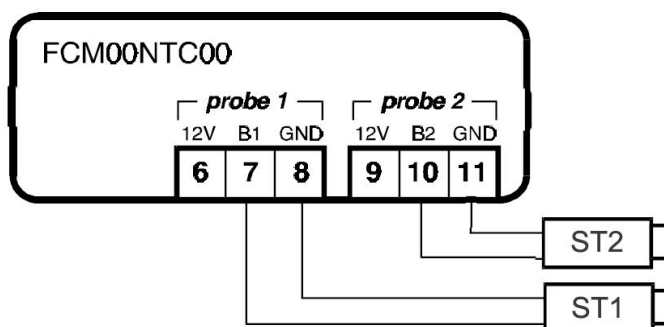 FCM00NTC00
probe 1 probe 2
12V B1 GND 12V B2 GND
6 7 8 9 10 11
ST2
ST1